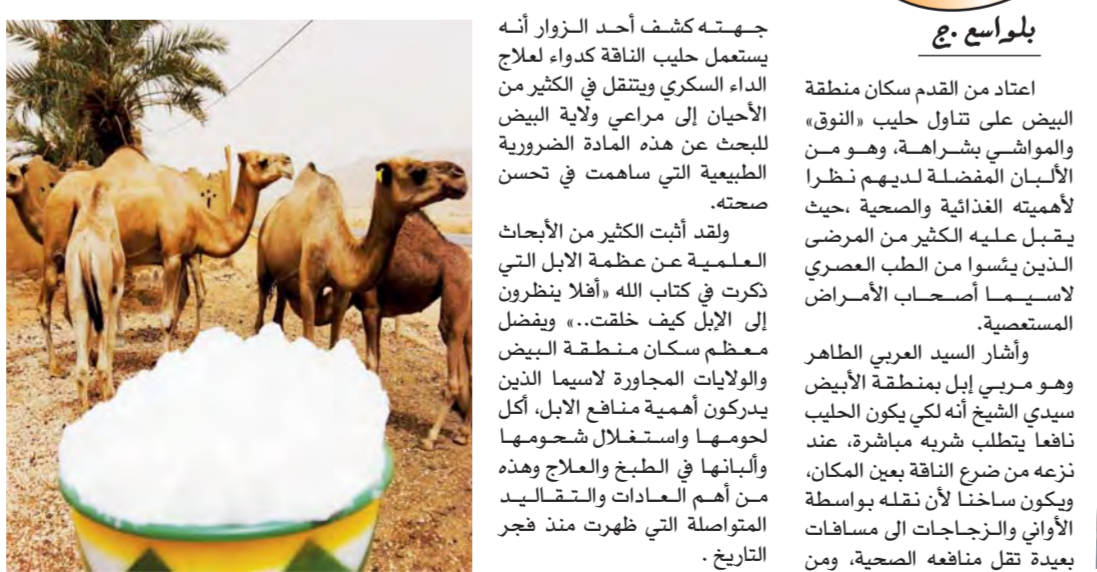 بلواسع .ج
اعتاد من القدم سكان منطقة
البيض على تناول حليب «النوق»
والمواشي بشراهة، وهو من
الألبان المفضلة لديهم نظرا
لأهميته الغذائية والصحية ،حيث
يقبل عليه الكثير من المرضى
الذين يئسوا من الطب العصري
لاسيما أصحاب الأمراض
المستعصية.
وأشار السيد العربي الطاهر
وهو مربي إبل بمنطقة الأبيض
سيدي الشيخ أنه لكي يكون الحليب
نافعا يتطلب شربه مباشرة، عند
نزعه من ضرع الناقة بعين المكان،
ويكون ساخنا لأن نقله بواسطة
الأواني والزجاجات الى مسافات
بعيدة تقل منافعه الصحية، ومن
جهته كشف أحد الزوار أنه
يستعمل حليب الناقة كدواء لعلاج
الداء السكري ويتنقل في الكثير من
الأحيان إلى مراعي ولاية البيض
للبحث عن هذه المادة الضرورية
الطبيعية التي ساهمت في تحسن
صحته.
ولقد أثبت الكثير من الأبحاث
العلمية عن عظمة الابل التي
ذكرت في كتاب الله «أفلا ينظرون
إلى الإبل كيف خلقت..» ويفضل
معظم سكان منطقة البيض
والولايات المجاورة لاسيما الذين
يدركون أهمية منافع الابل، أكل
لحومها واستغلال شحومها
وألبانها في الطبخ والعلاج وهذه
من أهم العادات والتقاليد
المتواصلة التي ظهرت منذ فجر
التاريخ .